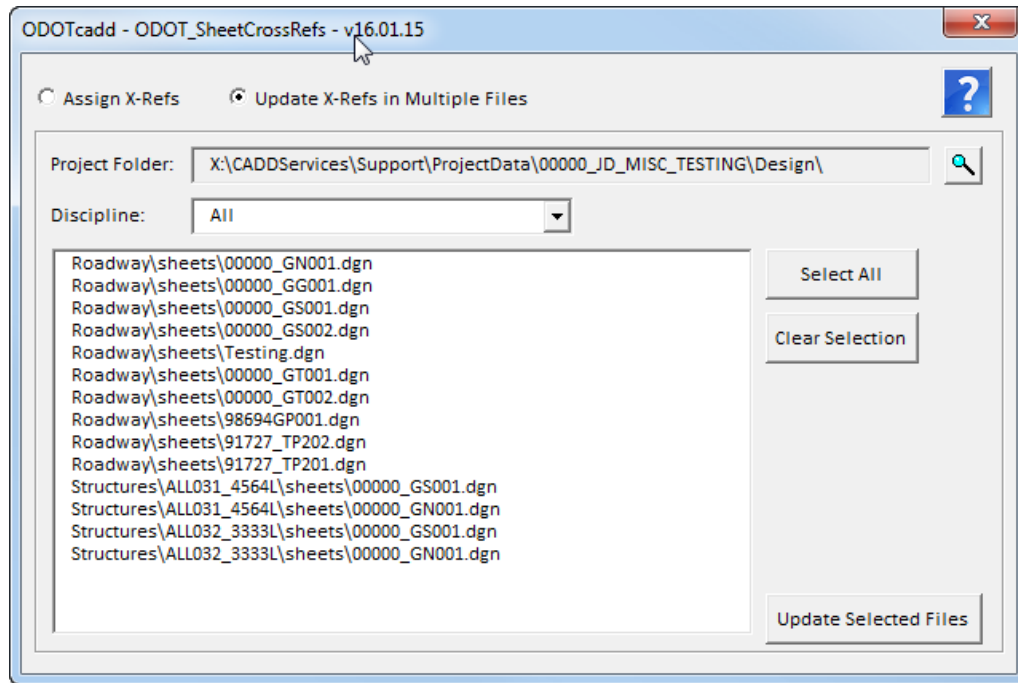 ODOTcadd - ODOT_SheetCrossRefs - v16.01.15
X
Assign X-Refs
Update X-Refs in Multiple Files
?
Project Folder:
X:\CADDServices\Support\ProjectData\00000_JD_MISC_TESTING\Design\
Discipline:
All
Roadway\sheets\00000_GN001.dgn
Roadway\sheets\00000_GG001.dgn
Roadway\sheets\00000_GS001.dgn
Roadway\sheets\00000_GS002.dgn
Roadway\sheets\Testing.dgn
Roadway\sheets\00000_GT001.dgn
Roadway\sheets\00000_GT002.dgn
Roadway\sheets\98694GP001.dgn
Roadway\sheets\91727_TP202.dgn
Roadway\sheets\91727_TP201.dgn
Structures\ALL031_4564L\sheets\00000_GS001.dgn
Structures\ALL031_4564L\sheets\00000_GN001.dgn
Structures\ALL032_3333L\sheets\00000_GS001.dgn
Structures\ALL032_3333L\sheets\00000_GN001.dgn
Select All
Clear Selection
Update Selected Files